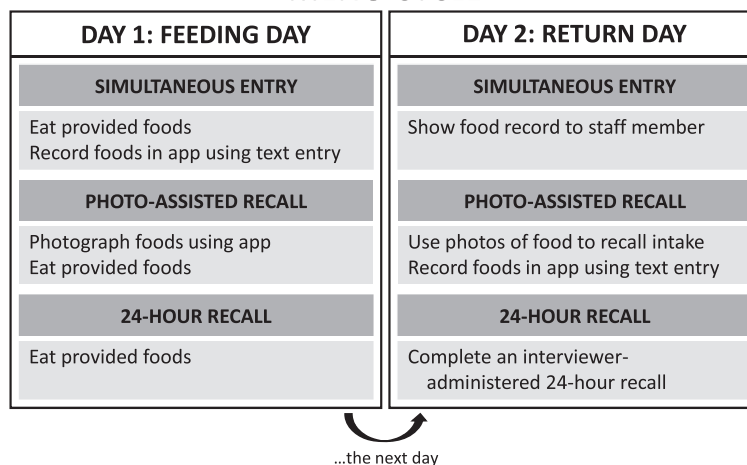 DAY 1: FEEDING DAY
SIMULTANEOUS ENTRY
Eat provided foods
Record foods in app using text entry
PHOTO-ASSISTED RECALL
Photograph foods using app
Eat provided foods
24-HOUR RECALL
Eat provided foods
DAY 2: RETURN DAY
SIMULTANEOUS ENTRY
Show food record to staff member
PHOTO-ASSISTED RECALL
Use photos of food to recall intake
Record foods in app using text entry
24-HOUR RECALL
Complete an interviewer-
administered 24-hour recall
...the next day